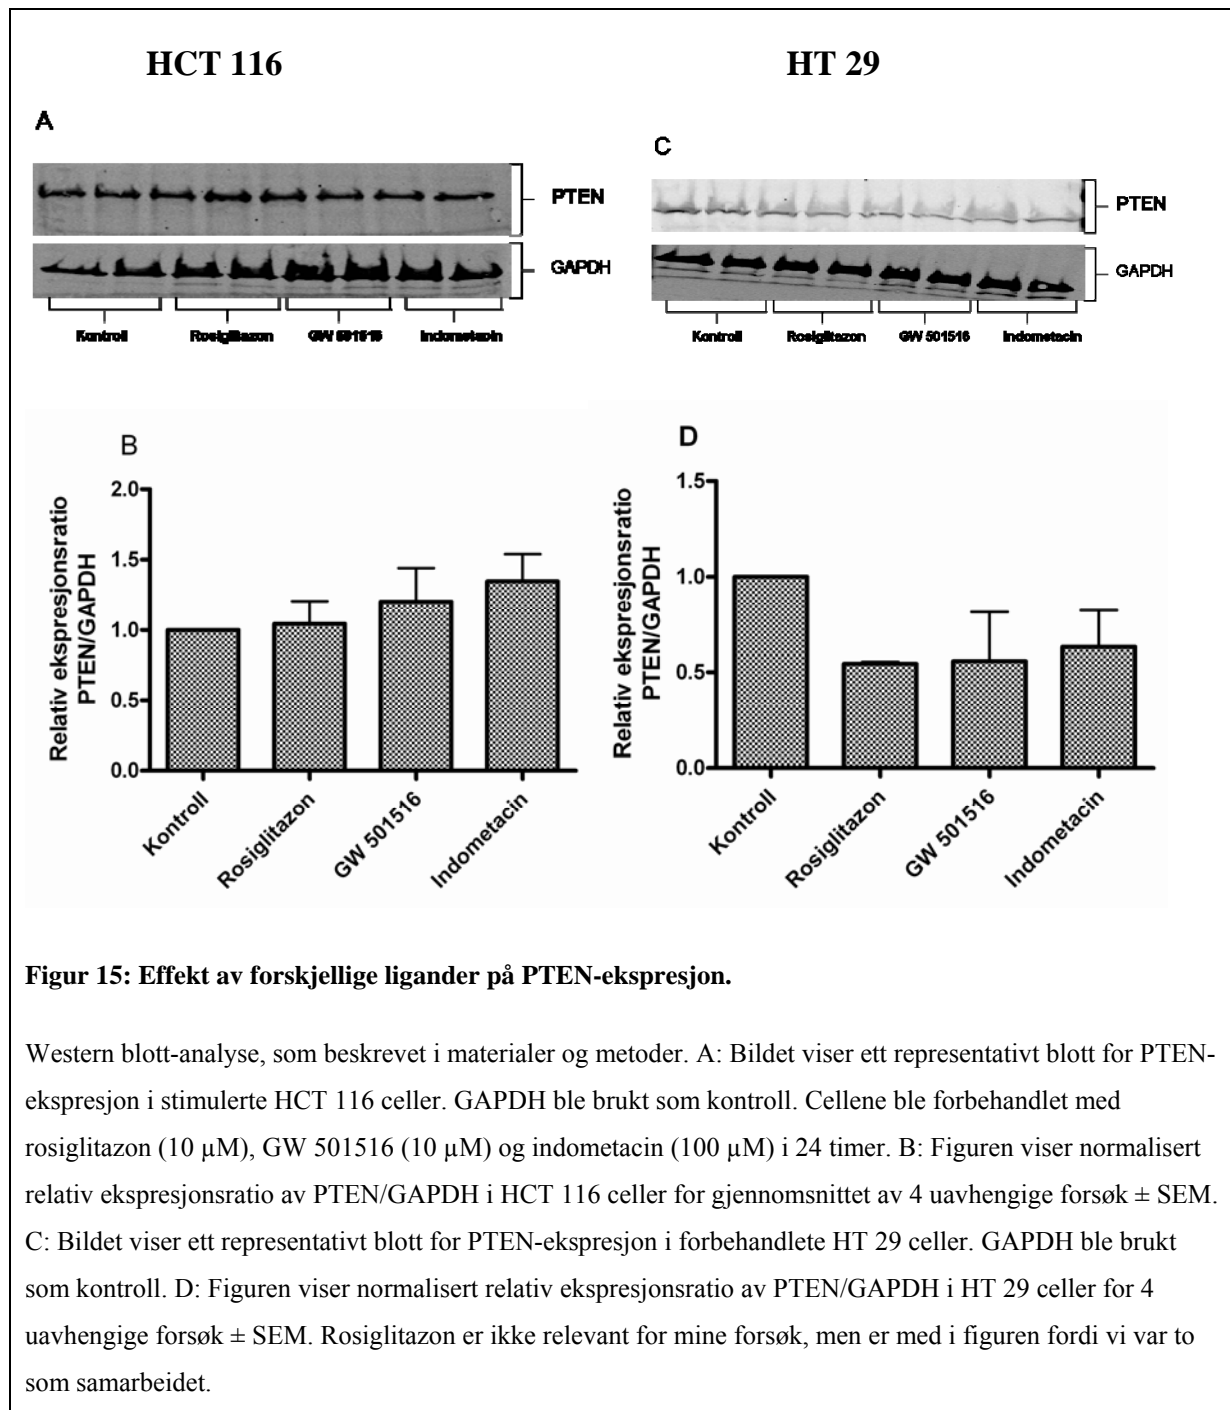 HCT 116
HT 29
A
PTEN
GAPDH
Kontroll
Rosiglitazon
GW 501516
Indometacin
C
PTEN
GAPDH
Kontroll
Rosiglitazon
GW 501516
Indometacin
B
Relativ ekspresjonsratio
PTEN/GAPDH
2.0
1.5
1.0
0.5
0.0
Kontroll
Rosiglitazon
GW 501516
Indometacin
D
Relativ ekspresjonsratio
PTEN/GAPDH
1.5
1.0
0.5
0.0
Kontroll
Rosiglitazon
GW 501516
Indometacin
Figur 15: Effekt av forskjellige ligander på PTEN-ekspresjon.
Western blott-analyse, som beskrevet i materialer og metoder. A: Bildet viser ett representativt blott for PTEN-
ekspresjon i stimulerte HCT 116 celler. GAPDH ble brukt som kontroll. Cellene ble forbehandlet med
rosiglitazon (10 µM), GW 501516 (10 µM) og indometacin (100 µM) i 24 timer. B: Figuren viser normalisert
relativ ekspresjonsratio av PTEN/GAPDH i HCT 116 celler for gjennomsnittet av 4 uavhengige forsøk ± SEM.
C: Bildet viser ett representativt blott for PTEN-ekspresjon i forbehandlete HT 29 celler. GAPDH ble brukt
som kontroll. D: Figuren viser normalisert relativ ekspresjonsratio av PTEN/GAPDH i HT 29 celler for 4
uavhengige forsøk ± SEM. Rosiglitazon er ikke relevant for mine forsøk, men er med i figuren fordi vi var to
som samarbeidet.